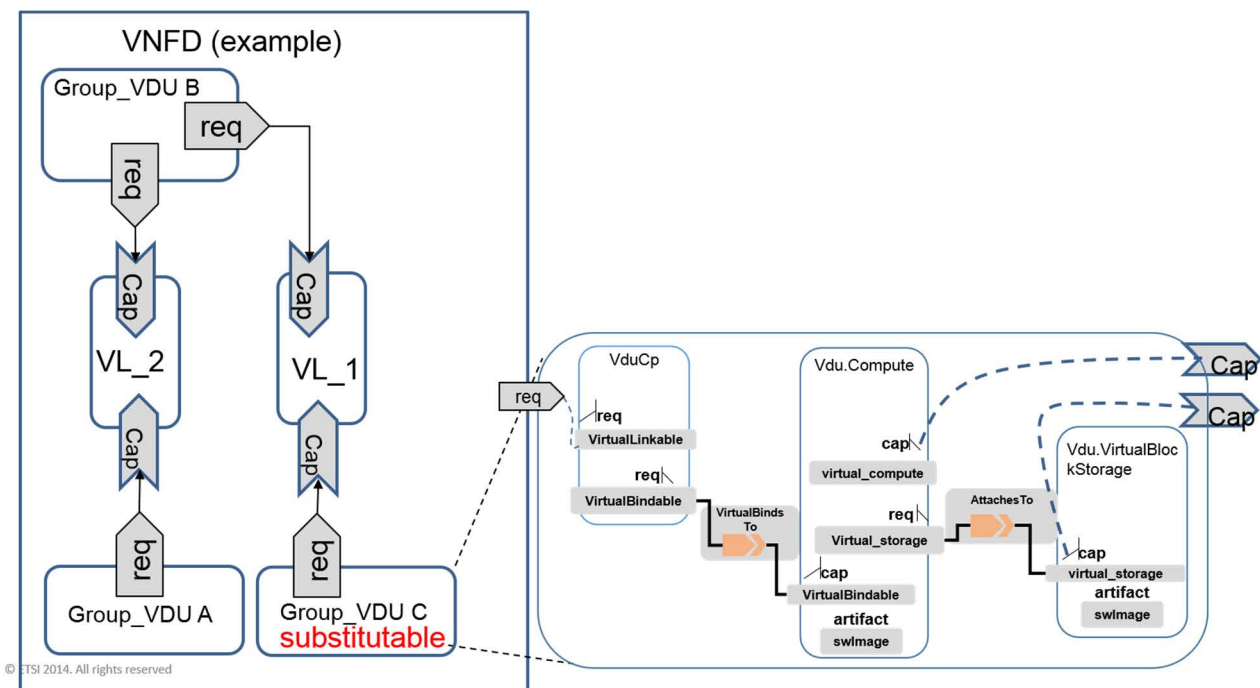 VNFD (example)
Group_VDU B
req
req
Cap
Cap
VL_2
VL_1
Cap
Cap
req
req
Group_VDU A
Group_VDU C
substitutable
© ETSI 2014. All rights reserved
req
VduCp
req
VirtualLinkable
req
VirtualBindable
VirtualBinds
To
Vdu.Compute
cap
virtual_compute
req
Virtual_storage
cap
VirtualBindable
artifact
swImage
AttachesTo
Cap
Cap
Vdu.VirtualBloc
kStorage
cap
virtual_storage
artifact
swImage